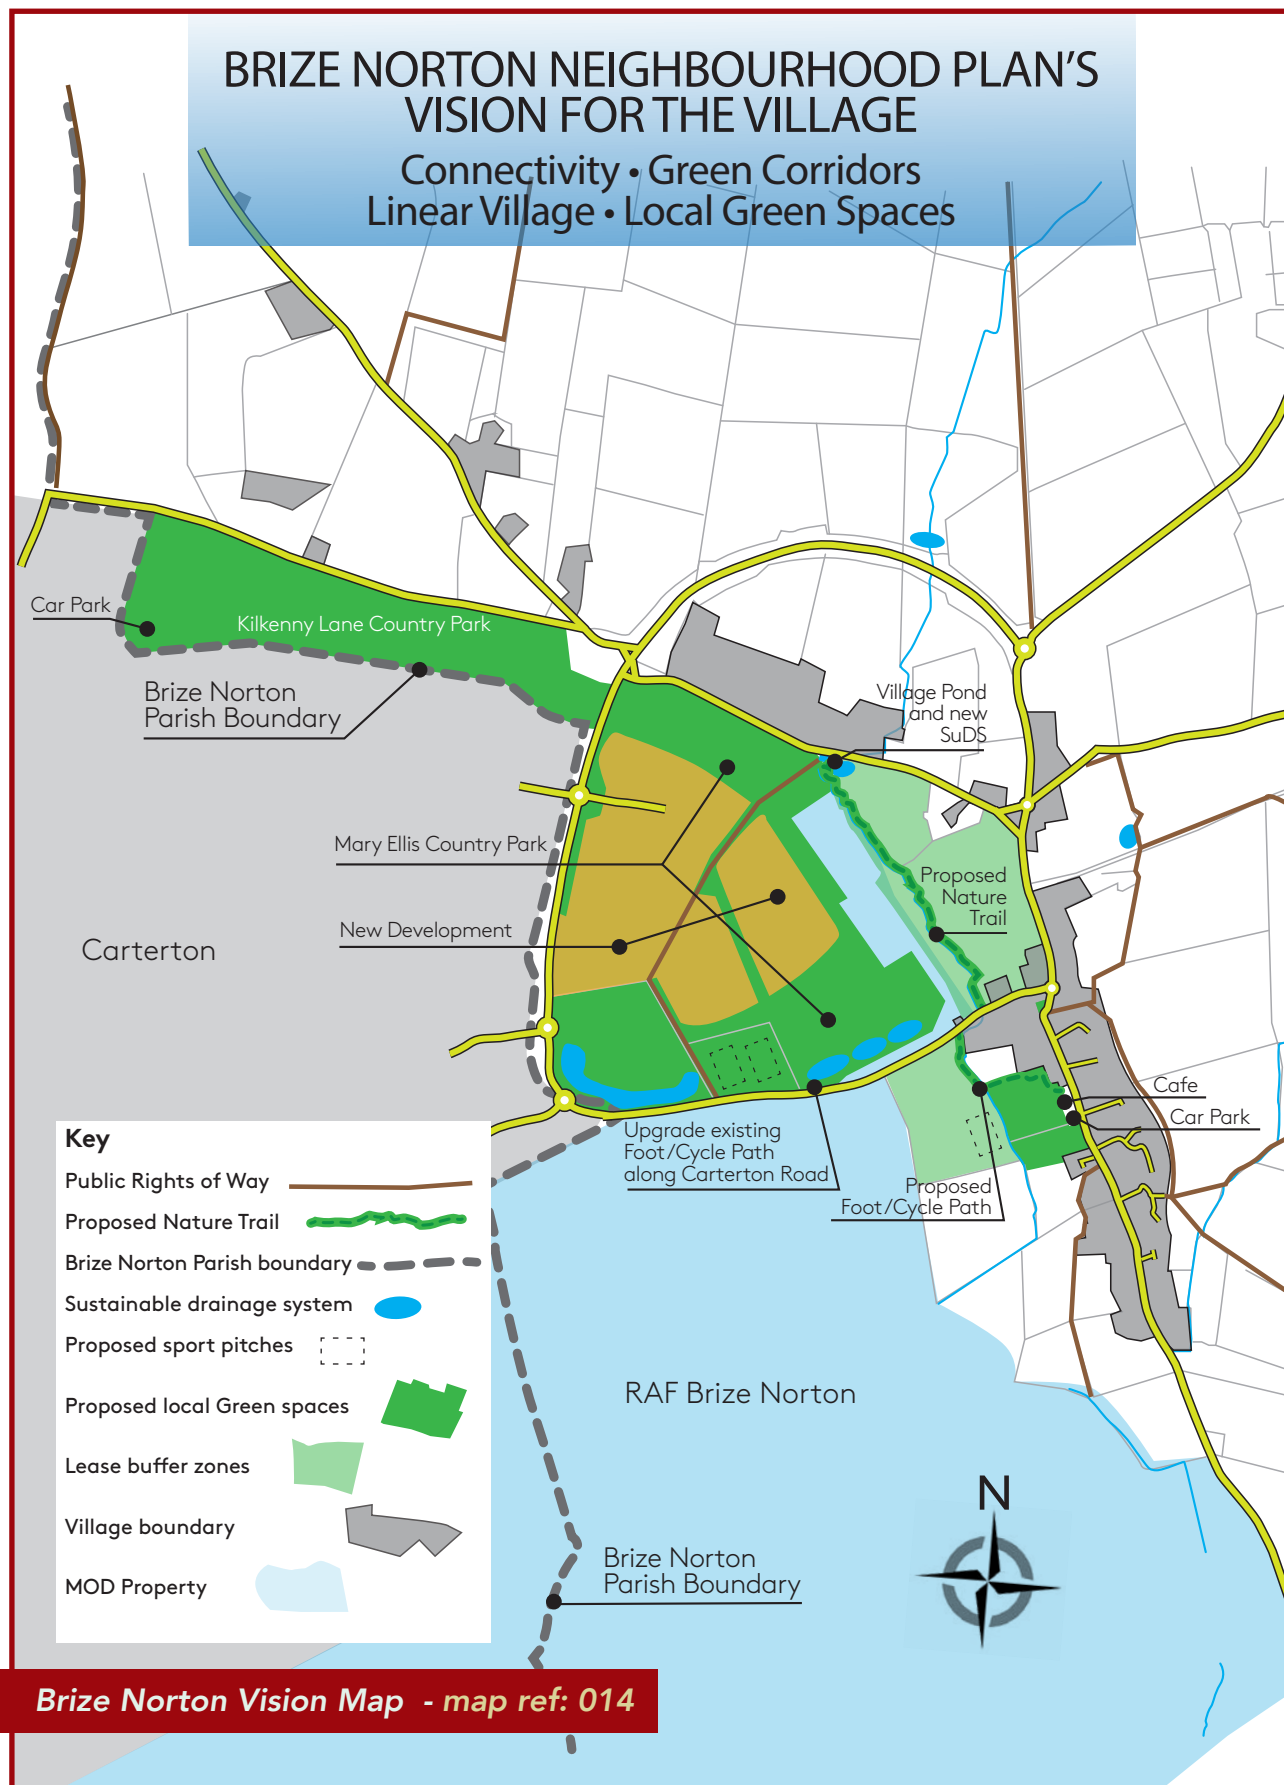 BRIZE NORTON NEIGHBOURHOOD PLAN'S
VISION FOR THE VILLAGE
Connectivity • Green Corridors
Linear Village • Local Green Spaces
Car Park
Kilkenny Lane Country Park
Brize Norton
Parish Boundary
Village Pond
and new
SuDS
Mary Ellis Country Park
Proposed
Nature
Trail
New Development
Carterton
Cafe
Car Park
Upgrade existing
Foot/Cycle Path
along Carterton Road
Proposed
Foot/Cycle Path
Key
Public Rights of Way
Proposed Nature Trail
Brize Norton Parish boundary
Sustainable drainage system
Proposed sport pitches
Proposed local Green spaces
Lease buffer zones
Village boundary
MOD Property
RAF Brize Norton
N
Brize Norton
Parish Boundary
Brize Norton Vision Map - map ref: 014